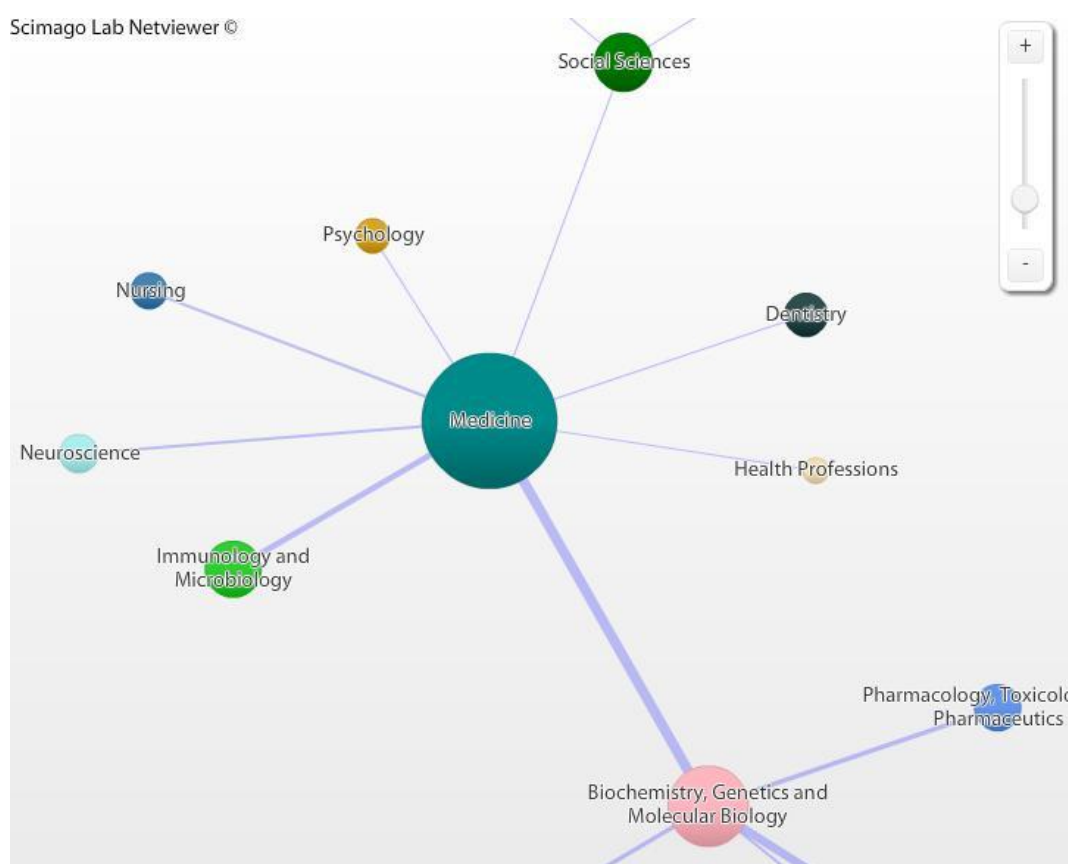 Scimago Lab Netviewer ©
+
Social Sciences
Psychology
Nursing
-
Dentistry
Medicine
Neuroscience
Health Professions
Immunology and
Microbiology
Pharmacology, Toxicolo
Pharmaceutics
Biochemistry, Genetics and
Molecular Biology